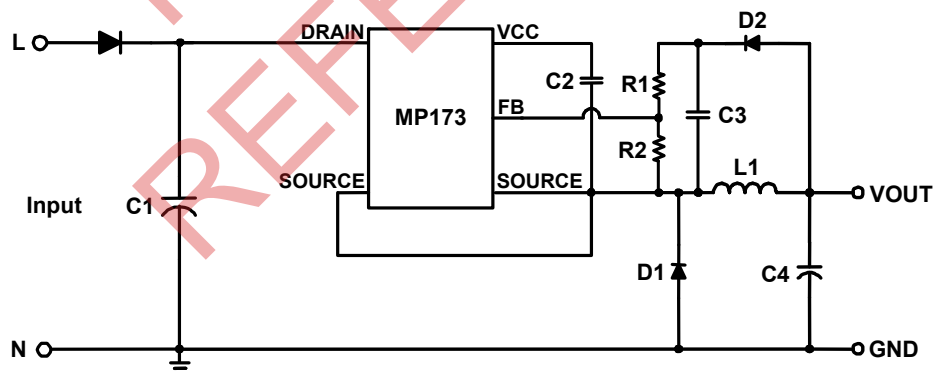 L
DRAIN
VCC
D2
C2
R1
C3
MP173
FB
R2
L1
SOURCE
SOURCE
VOUT
Input
C1
D1
C4
N
GND
REFE